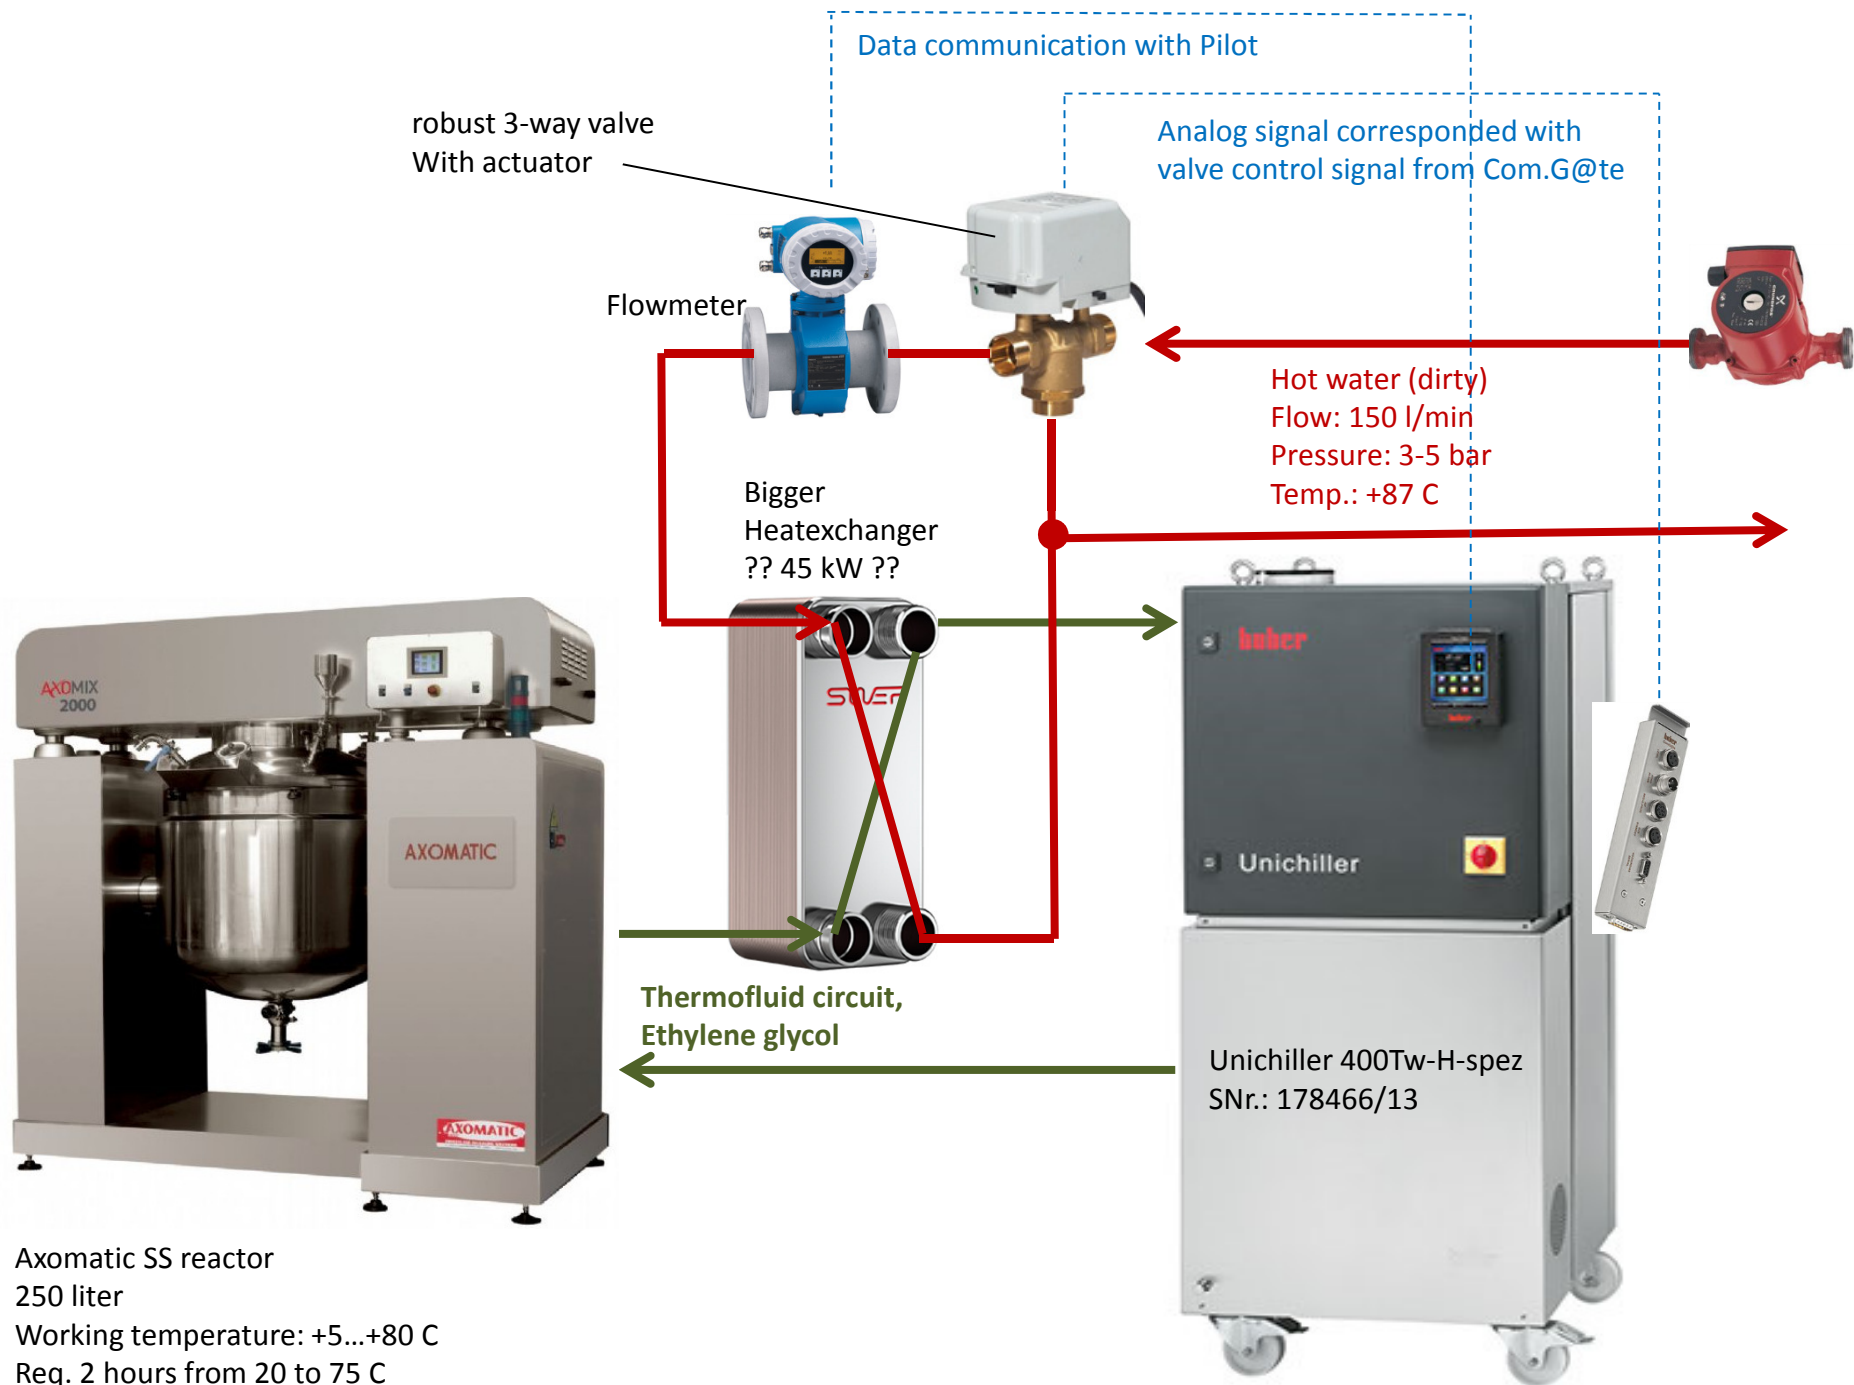 Data communication with Pilot
robust 3-way valve
With actuator
Analog signal corresponded with
valve control signal from Com.G@te
Flowmeter
Hot water (dirty)
Flow: 150 l/min
Pressure: 3-5 bar
Temp.: +87 C
Bigger
Heatexchanger
?? 45 kW ??
huber
AXOMIX
2000
SWEP
huber
huber
AXOMATIC
Unichiller
Thermofluid circuit,
Ethylene glycol
Unichiller 400Tw-H-spez
SNr.: 178466/13
AXOMATIC
Axomatic SS reactor
250 liter
Working temperature: +5...+80 C
Req. 2 hours from 20 to 75 C